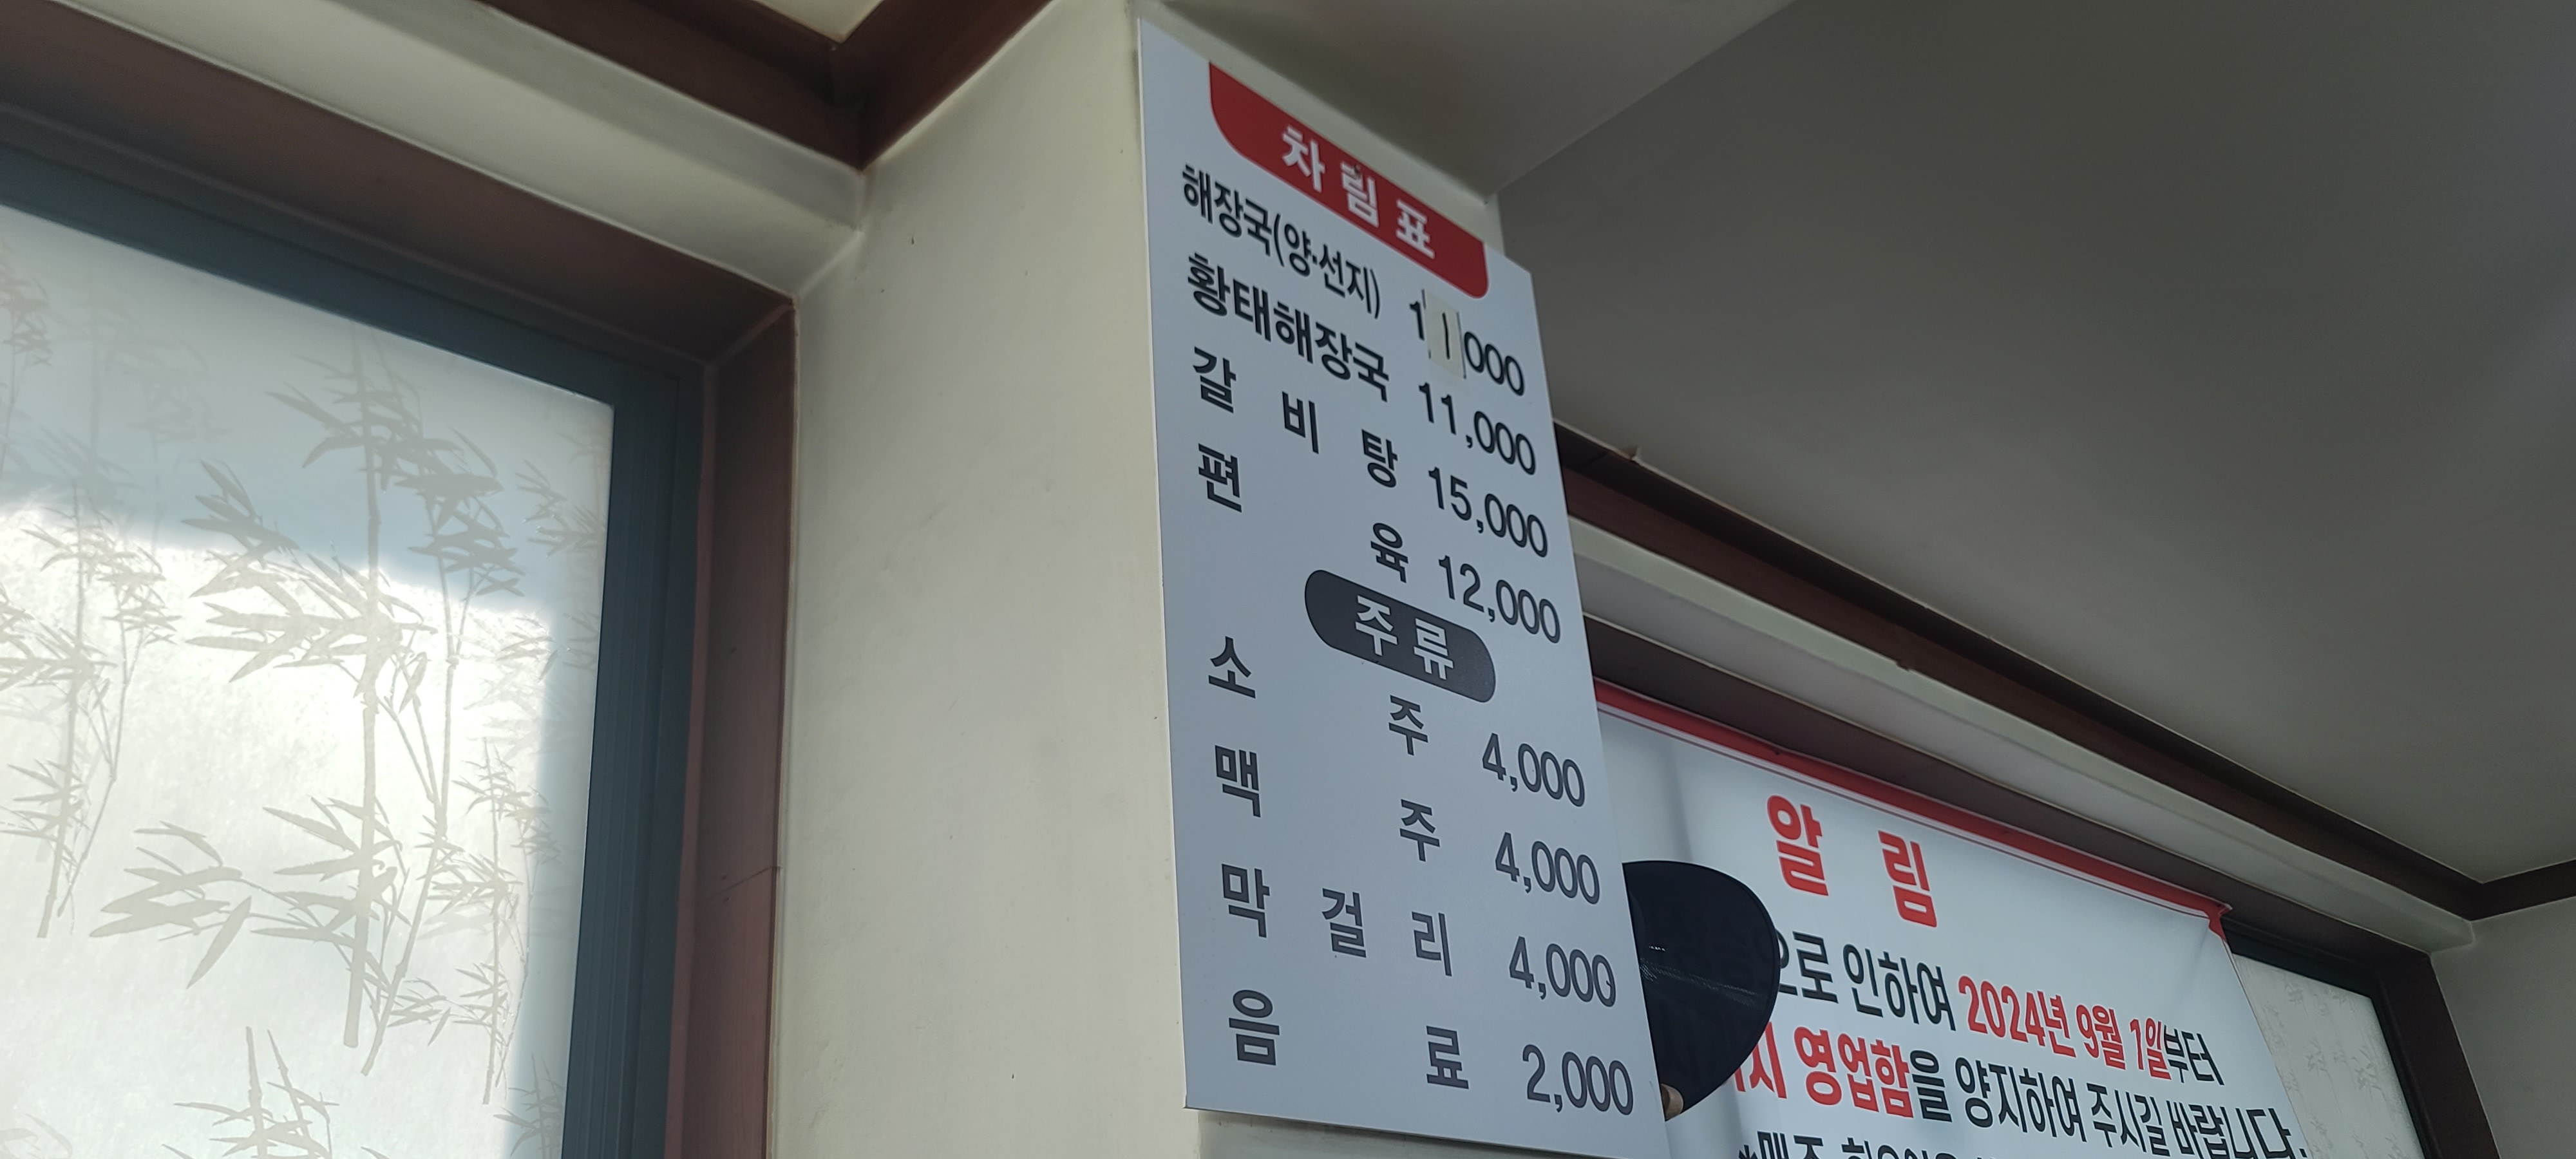 차림표
해장국(양·선지) 11000
황태해장국 11,000
갈비탕 15,000
편육 12,000
주류
소주 4,000
맥주 4,000
막걸리 4,000
음료 2,000
알림
으로 인하여 2024년 9월 1일부터
영업함을 양지하여 주시길 바랍니다.